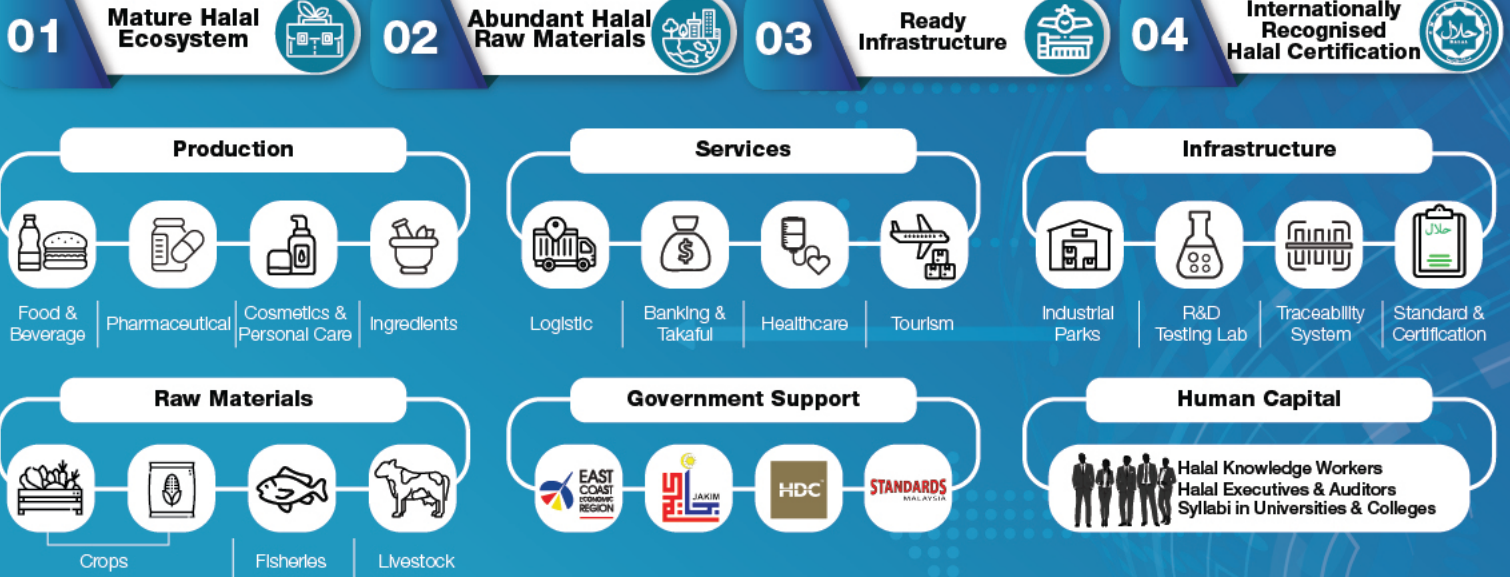 01
Mature Halal
Ecosystem
02
Abundant Halal
Raw Materials
03
Ready
Infrastructure
04
Internationally
Recognised
Halal Certification
حلال
Production
Services
Infrastructure
حلال
Food &
Beverage
Pharmaceutical
Cosmetics &
Personal Care
Ingredients
Logistic
Banking &
Takaful
Healthcare
Tourism
Industrial
Parks
R&D
Testing Lab
Traceability
System
Standard &
Certification
Raw Materials
Government Support
Human Capital
EAST
COAST
ECONOMIC
REGION
JAKIM
HDC
STANDARDS
MALAYSIA
Halal Knowledge Workers
Halal Executives & Auditors
Syllabi in Universities & Colleges
Crops
Fisheries
Livestock